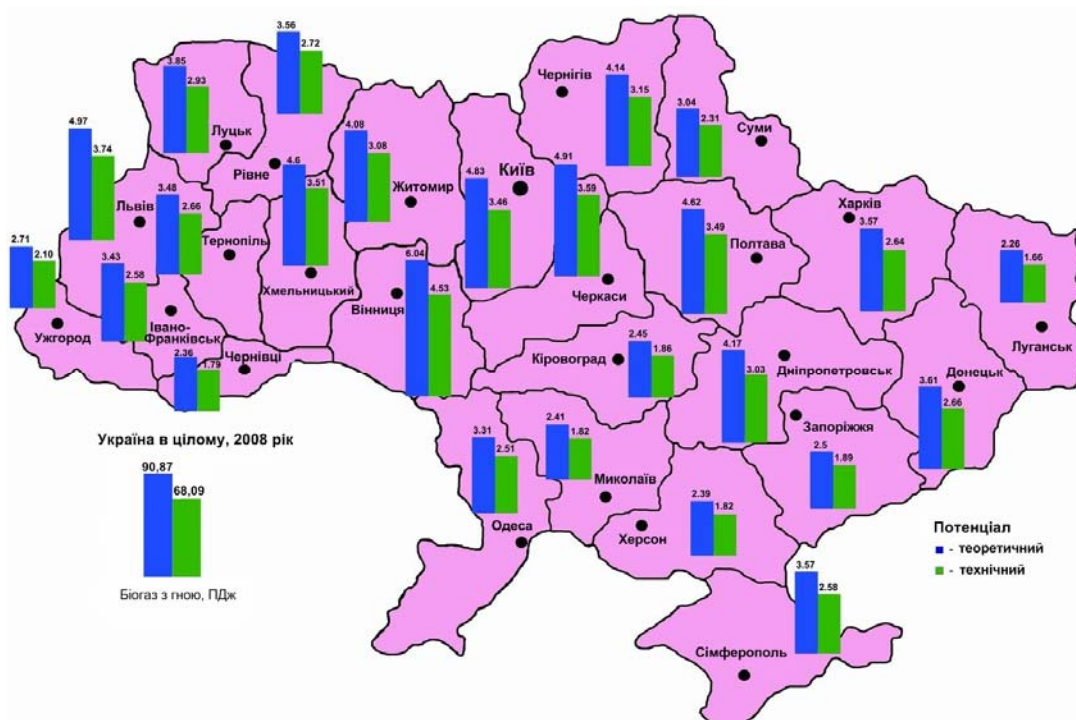 3.56
2.72
3.85
2.93
Луцьк
Рівне
4.97
3.74
Львів
3.48
2.66
Тернопіль
4.6
3.51
Хмельницький
4.08
3.08
Житомир
4.83
3.46
Київ
4.14
3.15
Чернігів
3.04
2.31
Суми
4.91
3.59
Черкаси
4.62
3.49
Полтава
Харків
3.57
2.64
2.26
1.66
Луганськ
2.71
2.10
Ужгород
3.43
2.58
Івано-
Франківськ
2.36
1.79
Чернівці
6.04
4.53
Вінниця
2.45
1.86
Кіровоград
4.17
3.03
Дніпропетровськ
Донецьк
3.61
2.66
Запоріжжя
2.5
1.89
3.31
2.51
Одеса
2.41
1.82
Миколаїв
2.39
1.82
Херсон
3.57
2.58
Сімферополь
Україна в цілому, 2008 рік
90,87
68,09
Біогаз з гною, ПДж
Потенціал
- теоретичний
- технічний